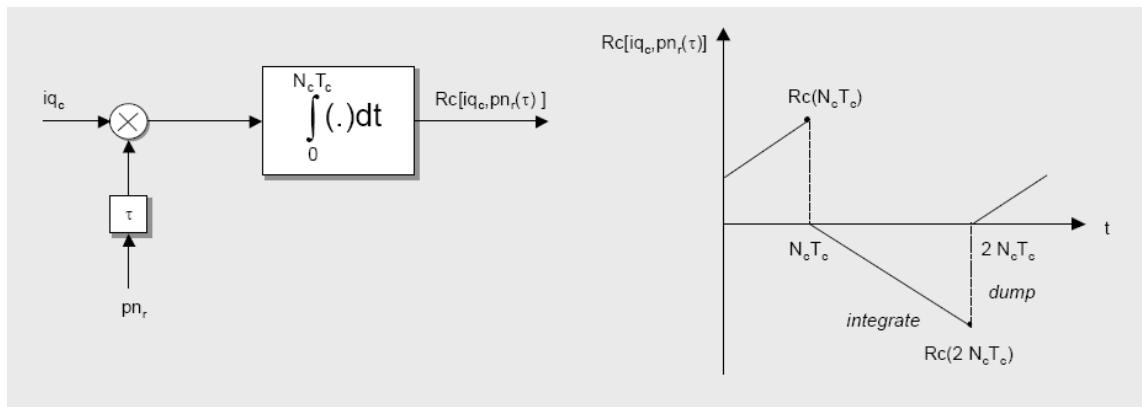 iq_c
N_cT_c
∫(.)dt
0
Rc[iq_c,pn_r(τ) ]
τ
pn_r
Rc[iq_c,pn_r(τ)]
Rc(N_cT_c)
t
N_cT_c
2 N_cT_c
dump
integrate
Rc(2 N_cT_c)